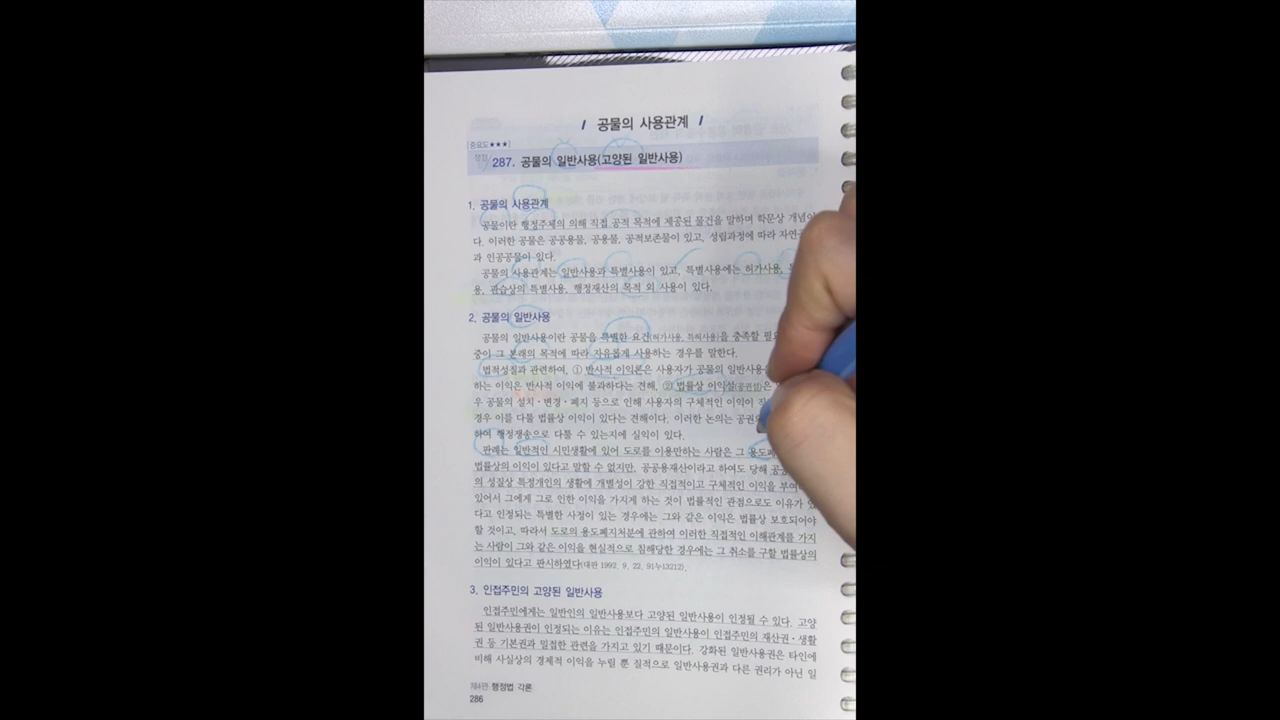 / 공물의 사용관계 /
[중요도★★★]
쟁점 287. 공물의 일반사용(고양된 일반사용)
1. 공물의 사용관계
공물이란 행정주체의 의해 직접 공적 목적에 제공된 물건을 말하며 학문상 개념이
다. 이러한 공물은 공공용물, 공용물, 공적보존물이 있고, 성립과정에 따라 자연
과 인공공물이 있다.
공물의 사용관계는 일반사용과 특별사용이 있고, 특별사용에는 허가사용,
용, 관습상의 특별사용, 행정재산의 목적 외 사용이 있다.
2. 공물의 일반사용
공물의 일반사용이란 공물을 특별한 요건(허가사용, 특허사용)을 충족할
중이 그 본래의 목적에 따라 자유롭게 사용하는 경우를 말한다.
법적성질과 관련하여, ① 반사적 이익론은 사용자가 공물의 일반사용
하는 이익은 반사적 이익에 불과하다는 견해, ② 법률상 이익설(공권설)은
우 공물의 설치·변경·폐지 등으로 인해 사용자의 구체적인 이익이
경우 이를 다툴 법률상 이익이 있다는 견해이다. 이러한 논의는
하여 행정쟁송으로 다툴 수 있는지에 실익이 있다.
판례는 일반적인 시민생활에 있어 도로를 이용만하는 사람은 그
법률상의 이익이 있다고 말할 수 없지만, 공공용재산이라고 하여도 당해
의 성질상 특정개인의 생활에 개별성이 강한 직접적이고 구체적인 이익을
있어서 그에게 그로 인한 이익을 가지게 하는 것이 법률적인 관점으로도 이유가
다고 인정되는 특별한 사정이 있는 경우에는 그와 같은 이익은 법률상 보호되어야
할 것이고, 따라서 도로의 용도폐지처분에 관하여 이러한 직접적인 이해관계를 가지
는 사람이 그와 같은 이익을 현실적으로 침해당한 경우에는 그 취소를 구할 법률상의
이익이 있다고 판시하였다(대판 1992. 9. 22. 91누13212).
3. 인접주민의 고양된 일반사용
인접주민에게는 일반인의 일반사용보다 고양된 일반사용이 인정될 수 있다. 고양
된 일반사용권이 인정되는 이유는 인접주민의 일반사용이 인접주민의 재산권·생활
권 등 기본권과 밀접한 관련을 가지고 있기 때문이다. 강화된 일반사용권은 타인에
비해 사실상의 경제적 이익을 누릴 뿐 질적으로 일반사용권과 다른 권리가 아닌 일
제4판 행정법 각론
286